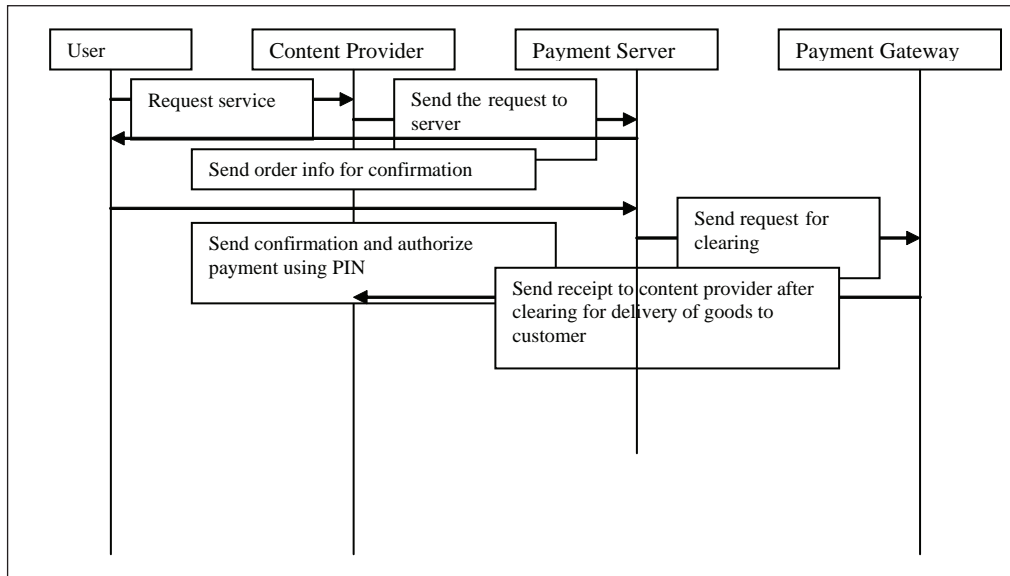 User
Content Provider
Payment Server
Payment Gateway
Request service
Send the request to
server
Send order info for confirmation
Send confirmation and authorize
payment using PIN
Send request for
clearing
Send receipt to content provider after
clearing for delivery of goods to
customer